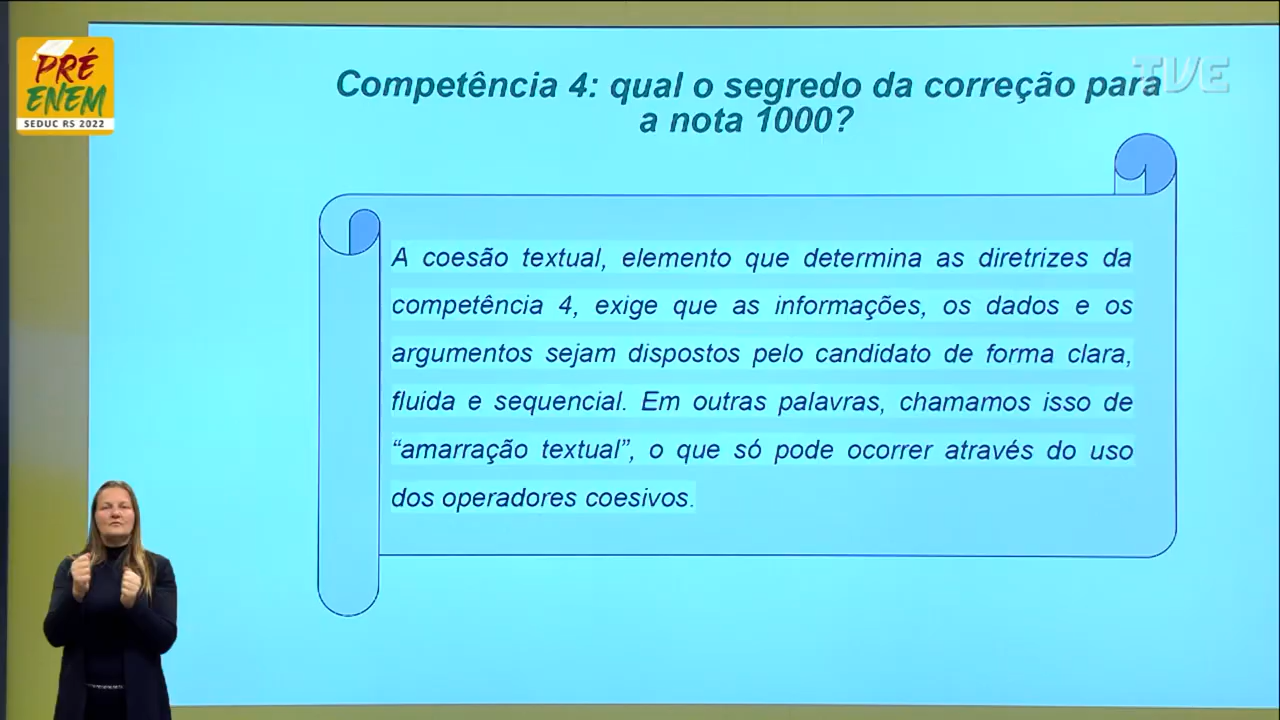 PRÉ
ENEM
SEDUC RS 2022
TVE
Competência 4: qual o segredo da correção para
a nota 1000?
A coesão textual, elemento que determina as diretrizes da
competência 4, exige que as informações, os dados e os
argumentos sejam dispostos pelo candidato de forma clara,
fluida e sequencial. Em outras palavras, chamamos isso de
“amarração textual”, o que só pode ocorrer através do uso
dos operadores coesivos.